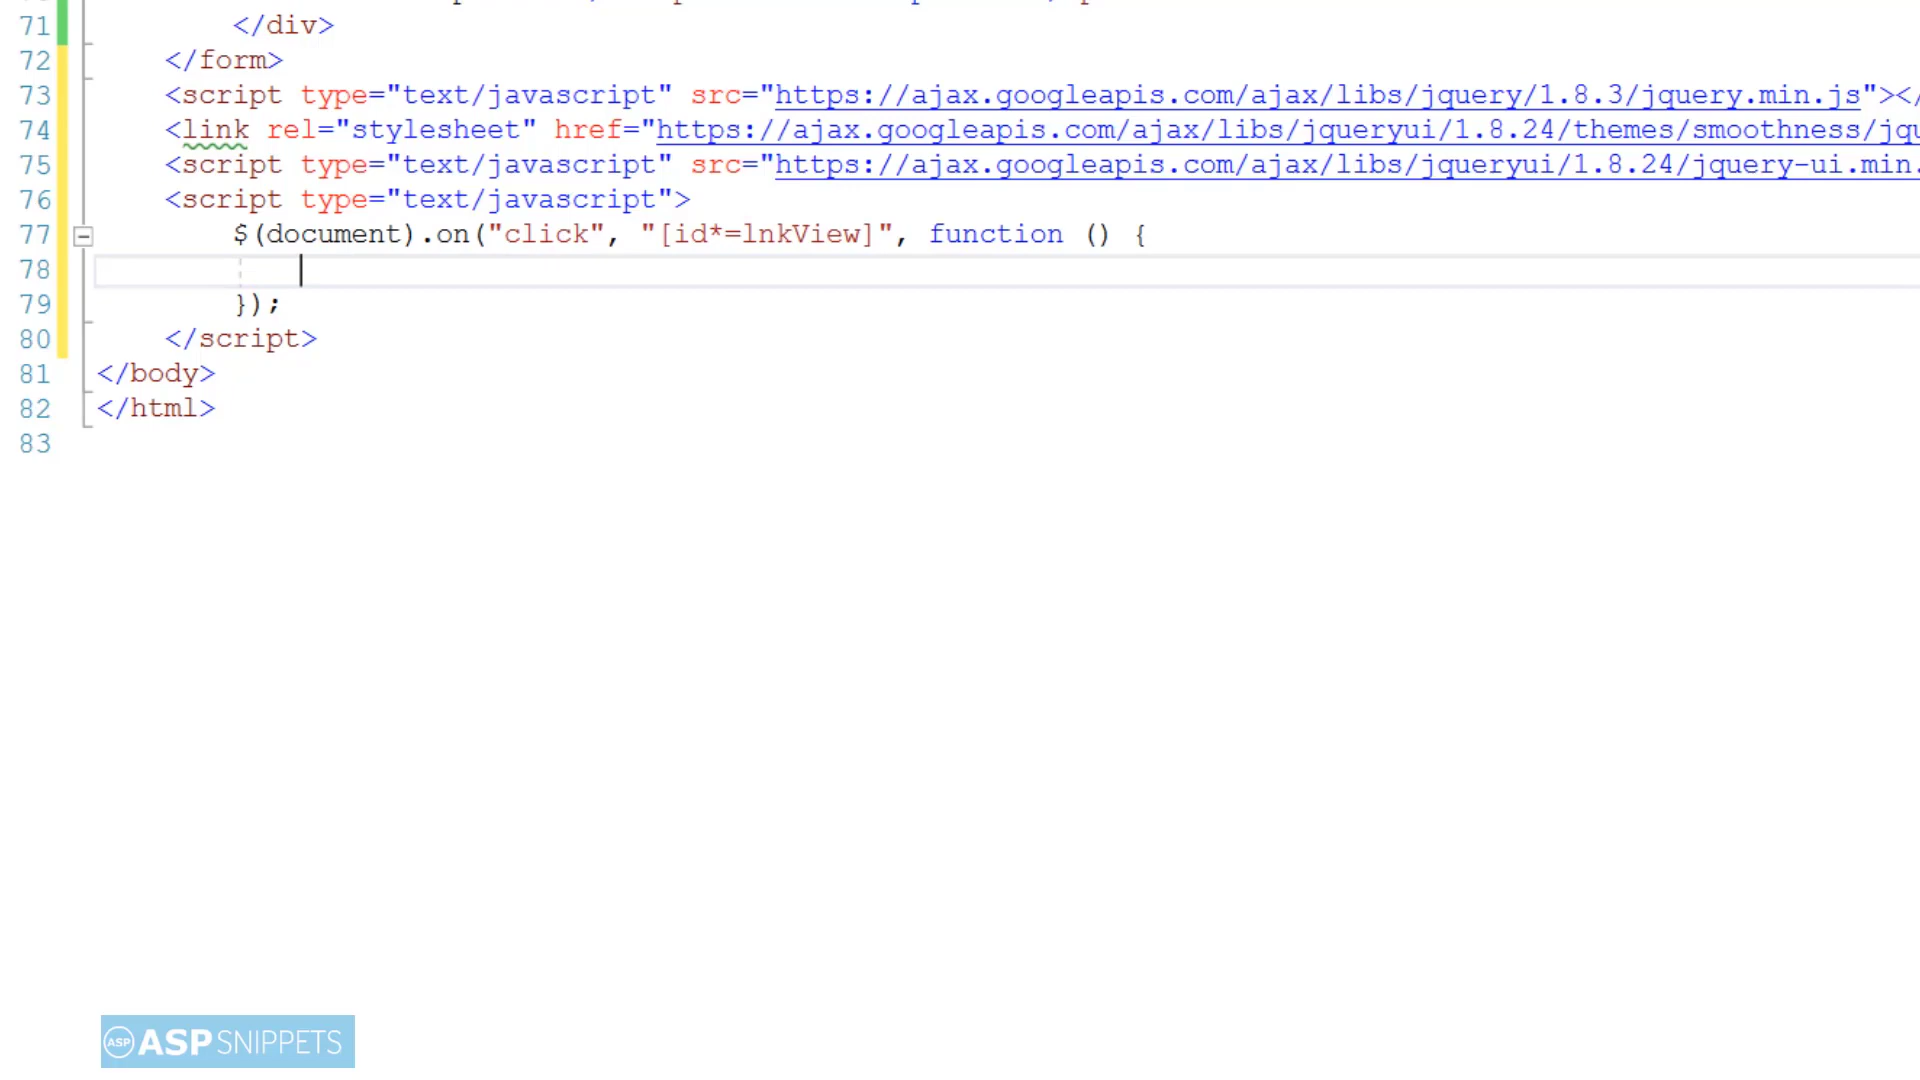 71 </div>
72 </form>
73 <script type="text/javascript" src="https://ajax.googleapis.com/ajax/libs/jquery/1.8.3/jquery.min.js"></
74 <link rel="stylesheet" href="https://ajax.googleapis.com/ajax/libs/jqueryui/1.8.24/themes/smoothness/jqu
75 <script type="text/javascript" src="https://ajax.googleapis.com/ajax/libs/jqueryui/1.8.24/jquery-ui.min.
76 <script type="text/javascript">
77 $(document).on("click", "[id*=lnkView]", function () {
78
79 });
80 </script>
81 </body>
82 </html>
83
ASP ASPSNIPPETS